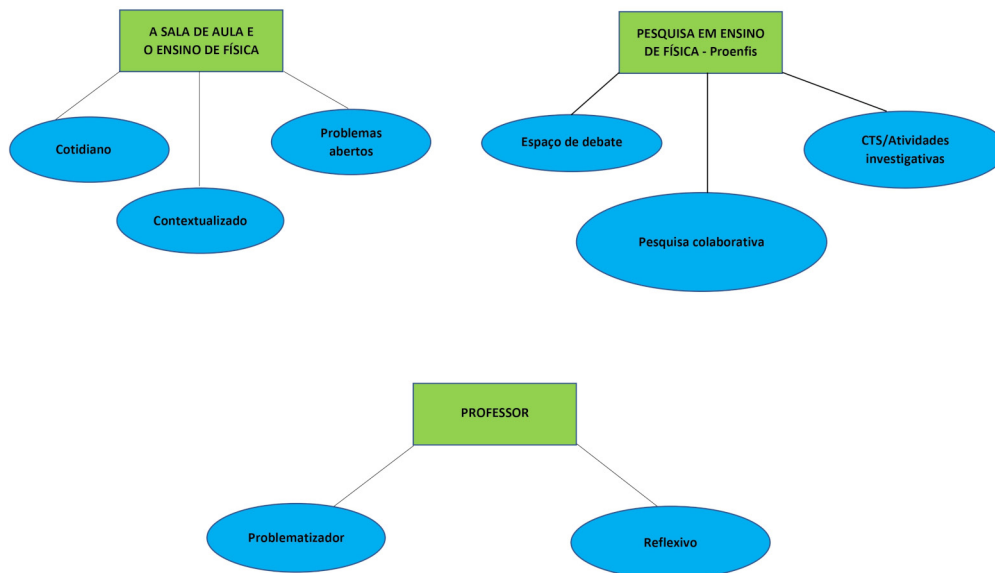 A SALA DE AULA E
O ENSINO DE FÍSICA
Cotidiano
Contextualizado
Problemas
abertos
PESQUISA EM ENSINO
DE FÍSICA - Proenfis
Espaço de debate
Pesquisa colaborativa
CTS/Atividades
investigativas
PROFESSOR
Problematizador
Reflexivo